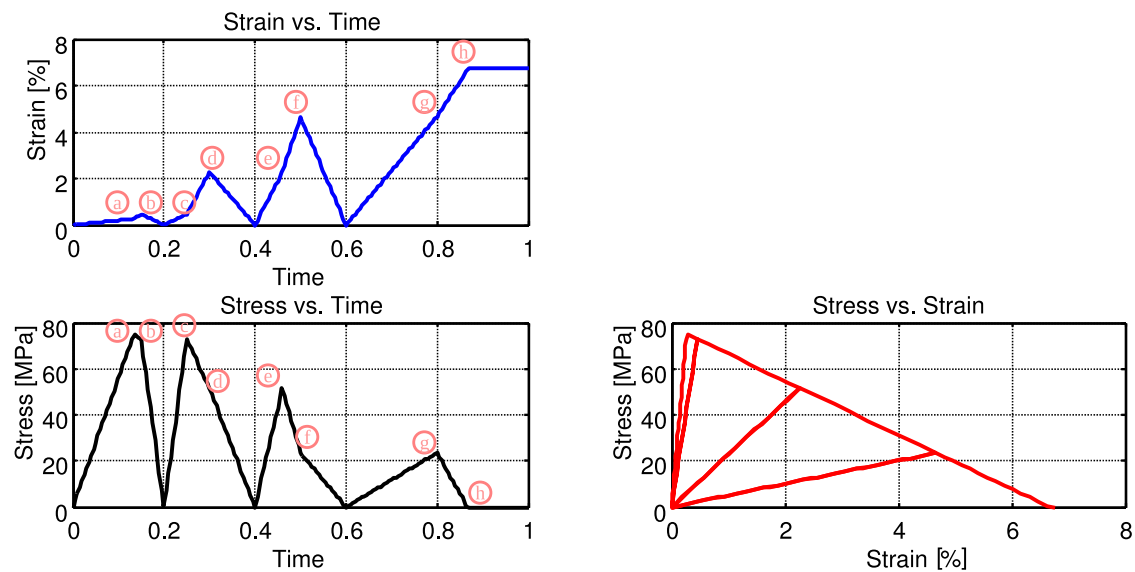 Strain vs. Time
Strain [%]
8
6
4
2
0
a
b
c
d
e
f
g
h
0 0.2 0.4 0.6 0.8 1
Time
Stress vs. Time
Stress [MPa]
80
60
40
20
0
a
b
c
d
e
f
g
h
0 0.2 0.4 0.6 0.8 1
Time
Stress vs. Strain
Stress [MPa]
80
60
40
20
0
0 2 4 6 8
Strain [%]